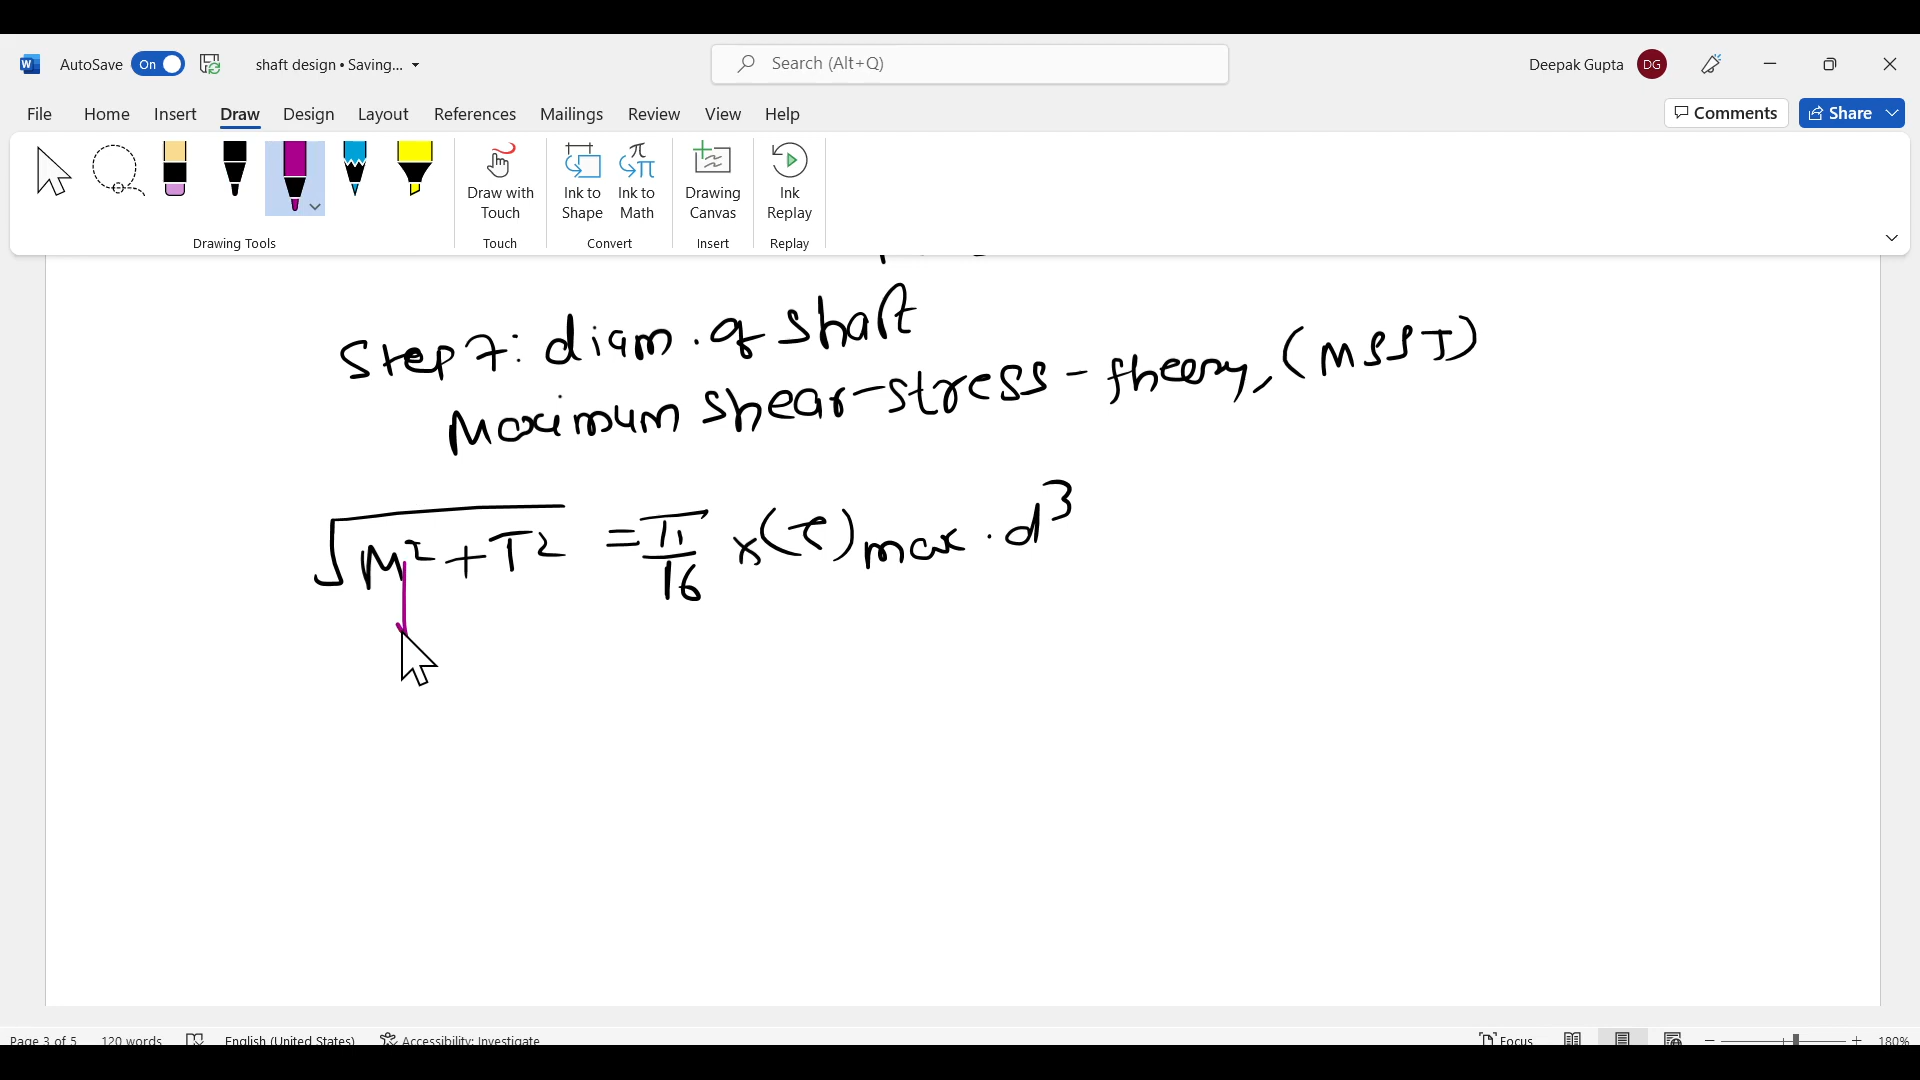 AutoSave On shaft design • Saving... Search (Alt+Q) Deepak Gupta DG
File Home Insert Draw Design Layout References Mailings Review View Help Comments Share
Draw with Touch Ink to Shape Ink to Math Drawing Canvas Ink Replay
Drawing Tools Touch Convert Insert Replay
Step 7: diam. of shaft
Maximum shear-stress-theory, (MSST)
√M² + T² = π/16 x (τ)max . d³
Page 3 of 5 120 words English (United States) Accessibility: Investigate Focus 180%